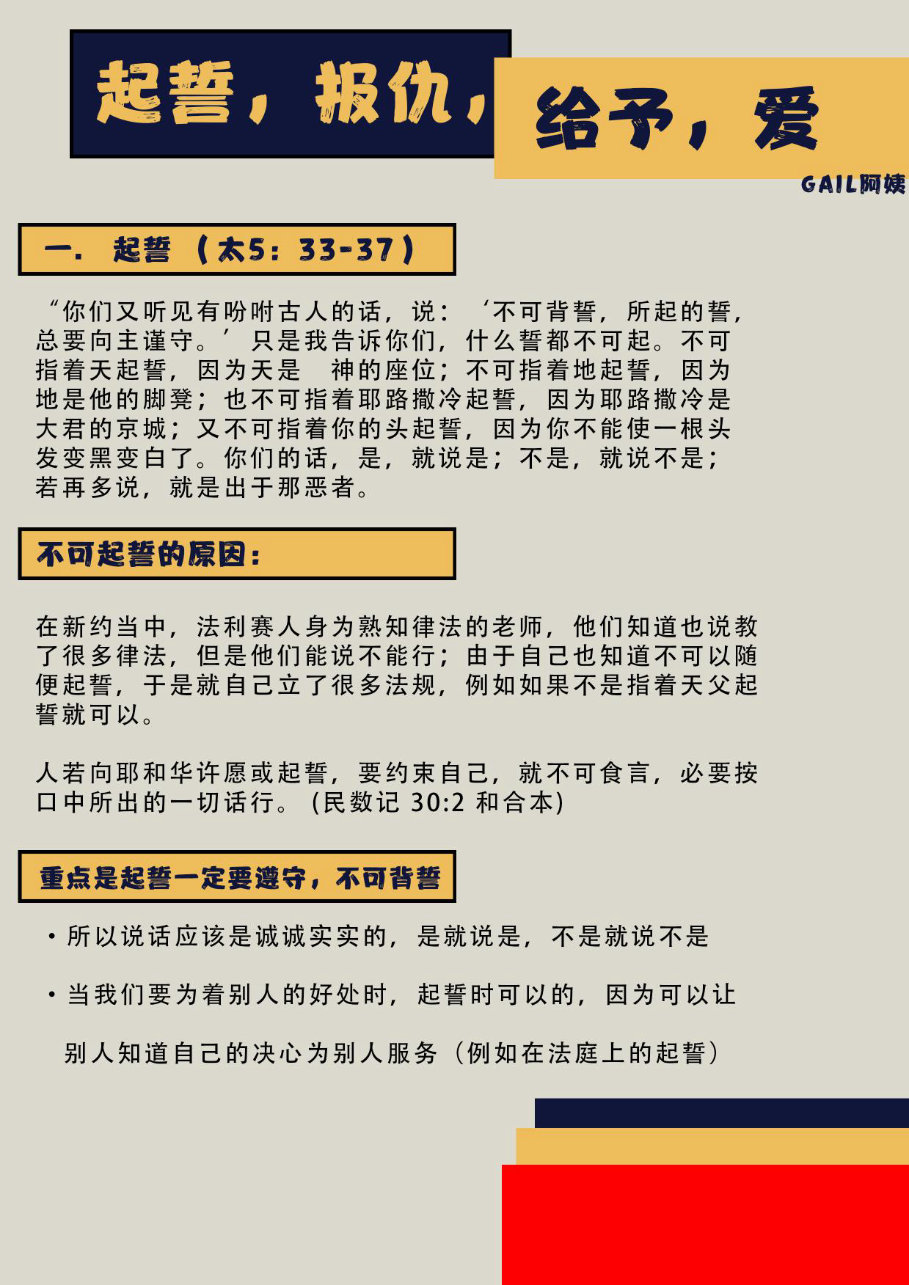 起誓，报仇，
给予，爱
GAIL阿姨
一. 起誓（太5：33-37）
“你们又听见有吩咐古人的话，说：‘不可背誓，所起的誓，
总要向主谨守。’只是我告诉你们，什么誓都不可起。不可
指着天起誓，因为天是　神的座位；不可指着地起誓，因为
地是他的脚凳；也不可指着耶路撒冷起誓，因为耶路撒冷是
大君的京城；又不可指着你的头起誓，因为你不能使一根头
发变黑变白了。你们的话，是，就说是；不是，就说不是；
若再多说，就是出于那恶者。
不可起誓的原因：
在新约当中，法利赛人身为熟知律法的老师，他们知道也说教
了很多律法，但是他们能说不能行；由于自己也知道不可以随
便起誓，于是就自己立了很多法规，例如如果不是指着天父起
誓就可以。
人若向耶和华许愿或起誓，要约束自己，就不可食言，必要按
口中所出的一切话行。 (民数记 30:2 和合本)
重点是起誓一定要遵守，不可背誓
•所以说话应该是诚诚实实的，是就说是，不是就说不是
•当我们要为着别人的好处时，起誓时可以的，因为可以让
别人知道自己的决心为别人服务（例如在法庭上的起誓）